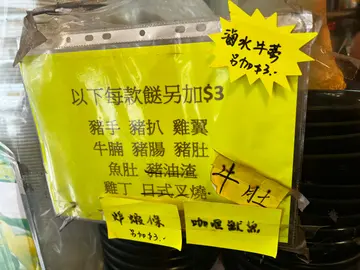 滷水牛蒡
另加$3.-
以下每款餸另加$3
豬手 豬扒 雞翼
牛腩 豬腸 豬肚
魚肚 豬油渣
雞丁 日式叉燒
牛肚
炸蝦條
另加$3.-
咖喱魷魚